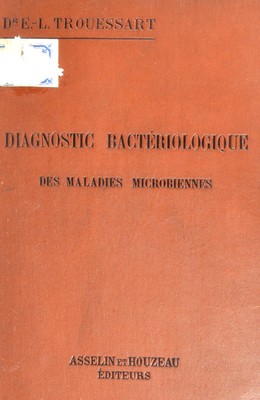 DR E.-L. TROUESSART
DIAGNOSTIC BACTÉRIOLOGIQUE
DES MALADIES MICROBIENNES
ASSELIN ET HOUZEAU
ÉDITEURS